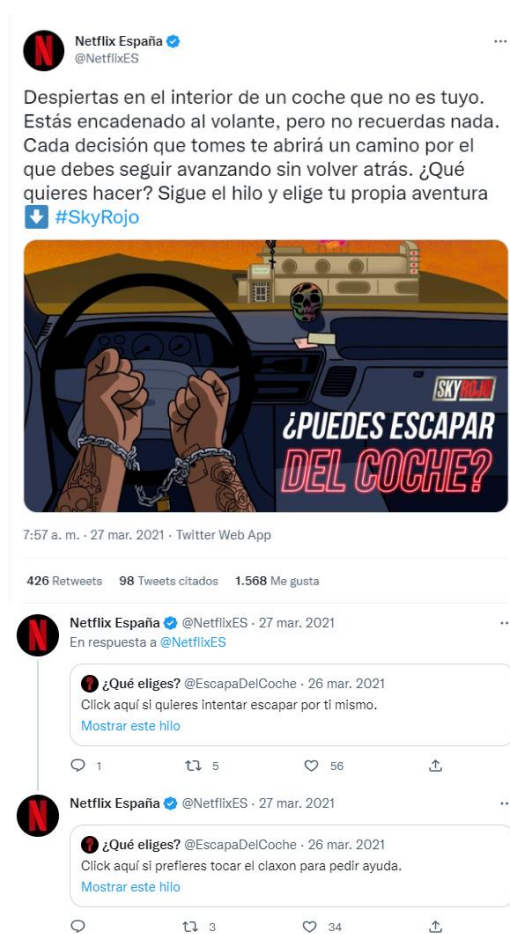 Netflix España
@NetflixES
Despiertas en el interior de un coche que no es tuyo.
Estás encadenado al volante, pero no recuerdas nada.
Cada decisión que tomes te abrirá un camino por el
que debes seguir avanzando sin volver atrás. ¿Qué
quieres hacer? Sigue el hilo y elige tu propia aventura
⬇️ #SkyRojo
SKYROJO
¿PUEDES ESCAPAR
DEL COCHE?
7:57 a. m. · 27 mar. 2021 · Twitter Web App
426 Retweets 98 Tweets citados 1.568 Me gusta
Netflix España @NetflixES · 27 mar. 2021
En respuesta a @NetflixES
¿Qué eliges? @EscapaDelCoche · 26 mar. 2021
Click aquí si quieres intentar escapar por ti mismo.
Mostrar este hilo
1 5 56
Netflix España @NetflixES · 27 mar. 2021
¿Qué eliges? @EscapaDelCoche · 26 mar. 2021
Click aquí si prefieres tocar el claxon para pedir ayuda.
Mostrar este hilo
3 34